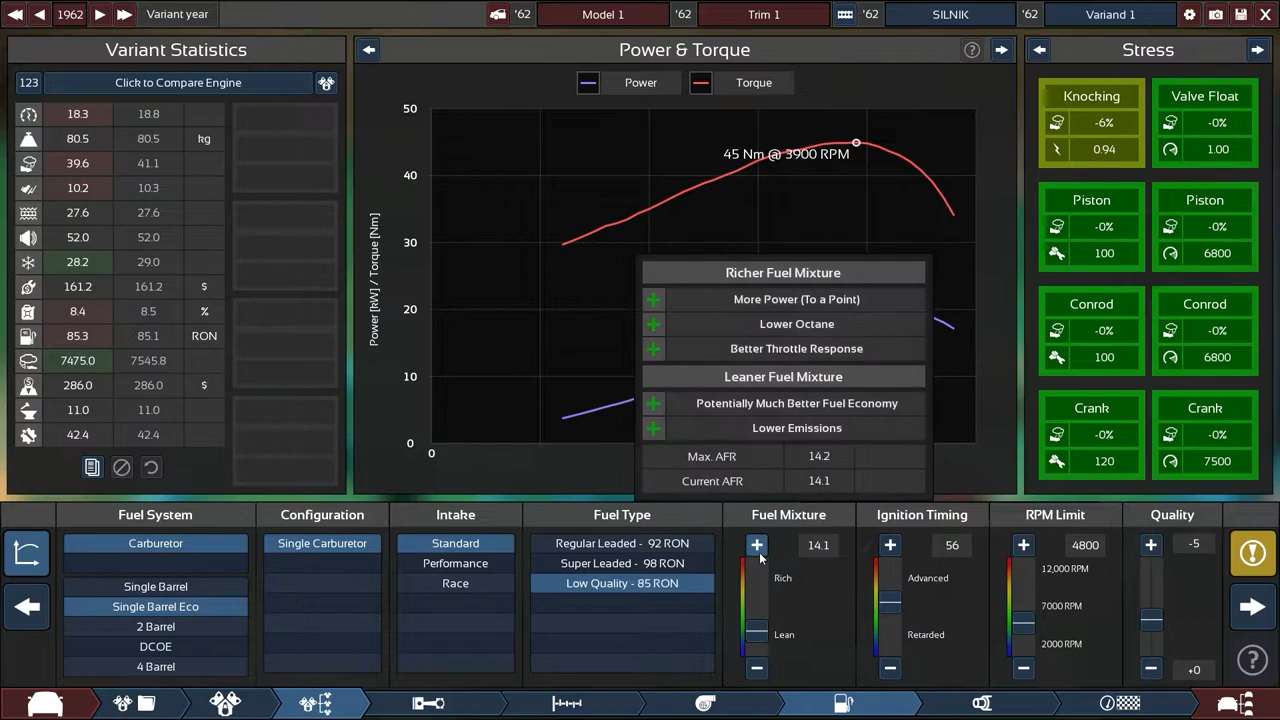 1962 Variant year '62 Model 1 '62 Trim 1 '62 SILNIK '62 Variand 1
Variant Statistics
123 Click to Compare Engine
18.3 18.8
80.5 80.5 kg
39.6 41.1
10.2 10.3
27.6 27.6
52.0 52.0
28.2 29.0
161.2 161.2 $
8.4 8.5 %
85.3 85.1 RON
7475.0 7545.8
286.0 286.0 $
11.0 11.0
42.4 42.4
Power & Torque ?
Power Torque
50
45 Nm @ 3900 RPM
40
30
20
10
0
0
Power [kW] / Torque [Nm]
Richer Fuel Mixture
More Power (To a Point)
Lower Octane
Better Throttle Response
Leaner Fuel Mixture
Potentially Much Better Fuel Economy
Lower Emissions
Max. AFR 14.2
Current AFR 14.1
Stress
Knocking Valve Float
-6% -0%
0.94 1.00
Piston Piston
-0% -0%
100 6800
Conrod Conrod
-0% -0%
100 6800
Crank Crank
-0% -0%
120 7500
Fuel System
Carburetor
Single Barrel
Single Barrel Eco
2 Barrel
DCOE
4 Barrel
Configuration
Single Carburetor
Intake
Standard
Performance
Race
Fuel Type
Regular Leaded - 92 RON
Super Leaded - 98 RON
Low Quality - 85 RON
Fuel Mixture
14.1
Rich
Lean
Ignition Timing
56
Advanced
Retarded
RPM Limit
4800
12,000 RPM
7000 RPM
2000 RPM
Quality
-5
+0
?